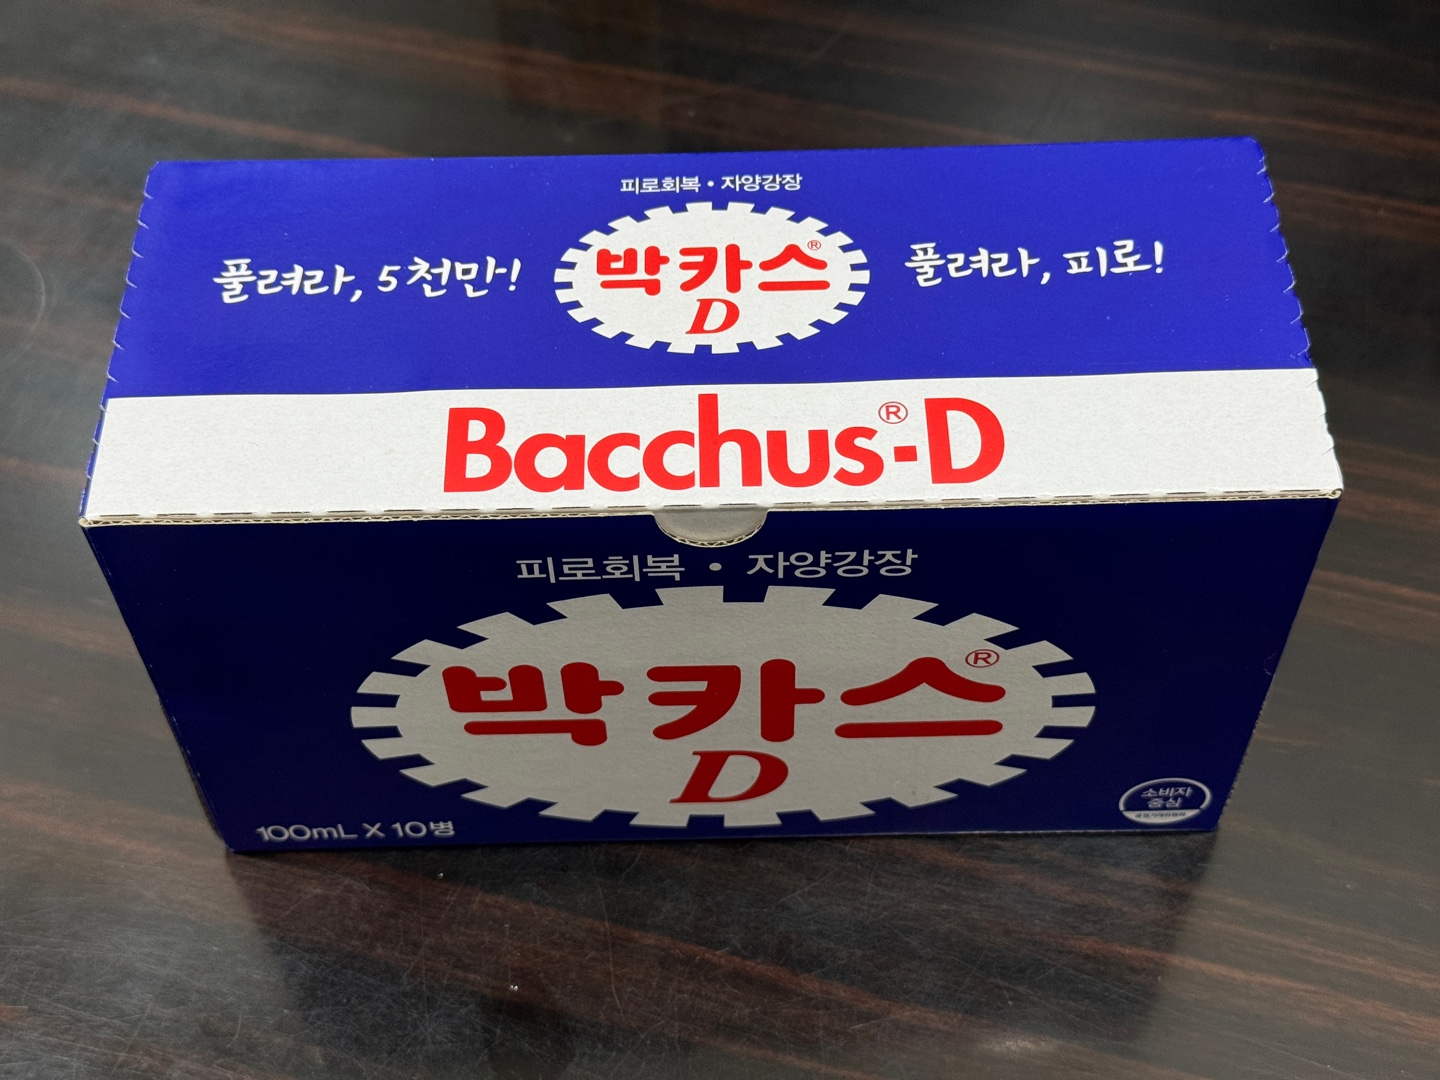 피로회복 • 자양강장
풀려라, 5천만!
박카스®
D
풀려라, 피로!
Bacchus®-D
피로회복 • 자양강장
박카스®
D
100mL X 10병
소비자
중심